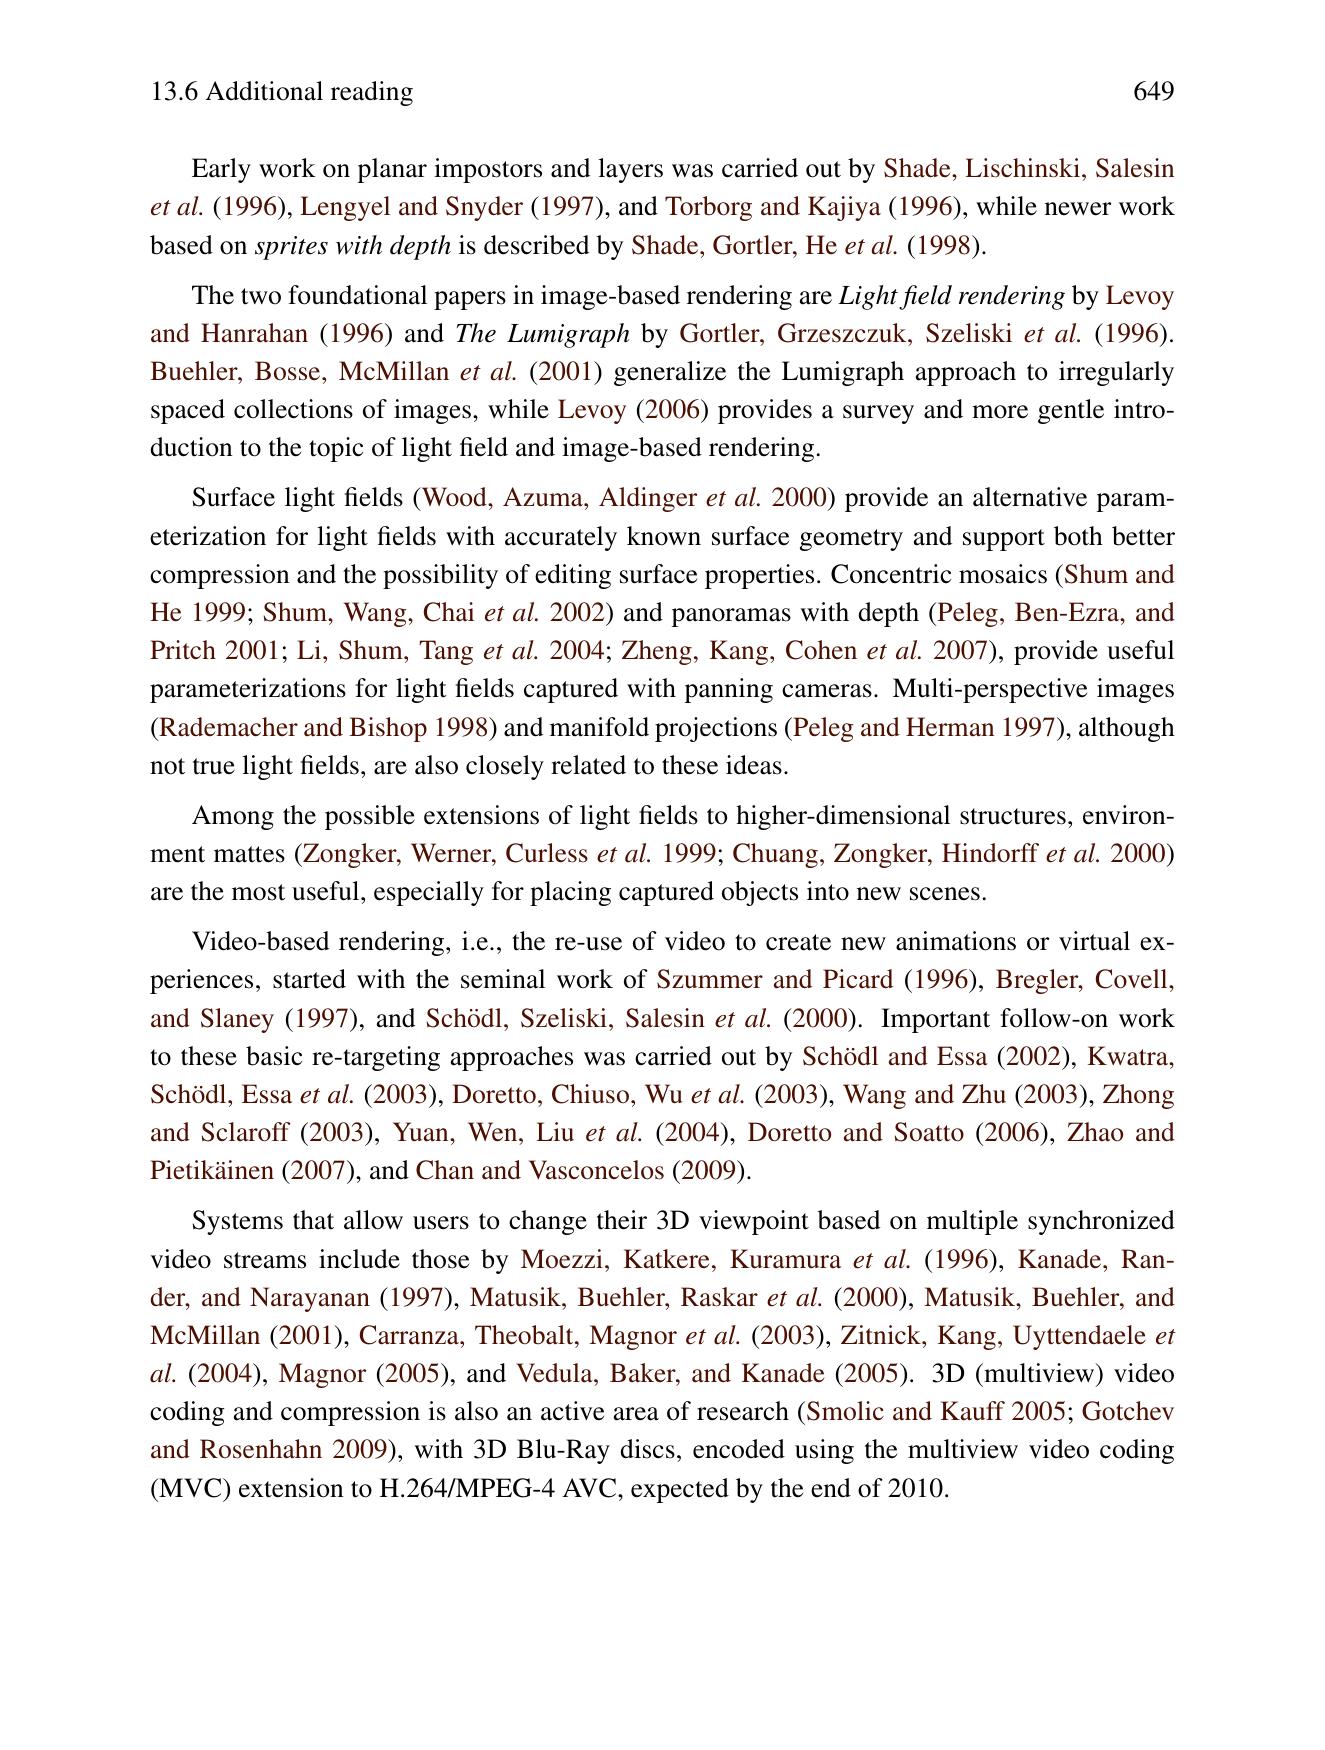 13.6 Additional reading 649
Early work on planar impostors and layers was carried out by Shade, Lischinski, Salesin
et al. (1996), Lengyel and Snyder (1997), and Torborg and Kajiya (1996), while newer work
based on sprites with depth is described by Shade, Gortler, He et al. (1998).
The two foundational papers in image-based rendering are Light field rendering by Levoy
and Hanrahan (1996) and The Lumigraph by Gortler, Grzeszczuk, Szeliski et al. (1996).
Buehler, Bosse, McMillan et al. (2001) generalize the Lumigraph approach to irregularly
spaced collections of images, while Levoy (2006) provides a survey and more gentle intro-
duction to the topic of light field and image-based rendering.
Surface light fields (Wood, Azuma, Aldinger et al. 2000) provide an alternative param-
eterization for light fields with accurately known surface geometry and support both better
compression and the possibility of editing surface properties. Concentric mosaics (Shum and
He 1999; Shum, Wang, Chai et al. 2002) and panoramas with depth (Peleg, Ben-Ezra, and
Pritch 2001; Li, Shum, Tang et al. 2004; Zheng, Kang, Cohen et al. 2007), provide useful
parameterizations for light fields captured with panning cameras. Multi-perspective images
(Rademacher and Bishop 1998) and manifold projections (Peleg and Herman 1997), although
not true light fields, are also closely related to these ideas.
Among the possible extensions of light fields to higher-dimensional structures, environ-
ment mattes (Zongker, Werner, Curless et al. 1999; Chuang, Zongker, Hindorff et al. 2000)
are the most useful, especially for placing captured objects into new scenes.
Video-based rendering, i.e., the re-use of video to create new animations or virtual ex-
periences, started with the seminal work of Szummer and Picard (1996), Bregler, Covell,
and Slaney (1997), and Schödl, Szeliski, Salesin et al. (2000). Important follow-on work
to these basic re-targeting approaches was carried out by Schödl and Essa (2002), Kwatra,
Schödl, Essa et al. (2003), Doretto, Chiuso, Wu et al. (2003), Wang and Zhu (2003), Zhong
and Sclaroff (2003), Yuan, Wen, Liu et al. (2004), Doretto and Soatto (2006), Zhao and
Pietikäinen (2007), and Chan and Vasconcelos (2009).
Systems that allow users to change their 3D viewpoint based on multiple synchronized
video streams include those by Moezzi, Katkere, Kuramura et al. (1996), Kanade, Ran-
der, and Narayanan (1997), Matusik, Buehler, Raskar et al. (2000), Matusik, Buehler, and
McMillan (2001), Carranza, Theobalt, Magnor et al. (2003), Zitnick, Kang, Uyttendaele et
al. (2004), Magnor (2005), and Vedula, Baker, and Kanade (2005). 3D (multiview) video
coding and compression is also an active area of research (Smolic and Kauff 2005; Gotchev
and Rosenhahn 2009), with 3D Blu-Ray discs, encoded using the multiview video coding
(MVC) extension to H.264/MPEG-4 AVC, expected by the end of 2010.